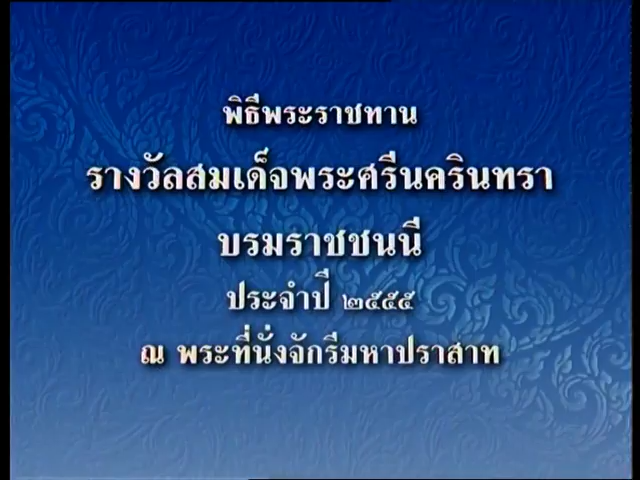 พิธีพระราชทาน
รางวัลสมเด็จพระศรีนครินทรา
บรมราชชนนี
ประจำปี ๒๕๕๕
ณ พระที่นั่งจักรีมหาปราสาท